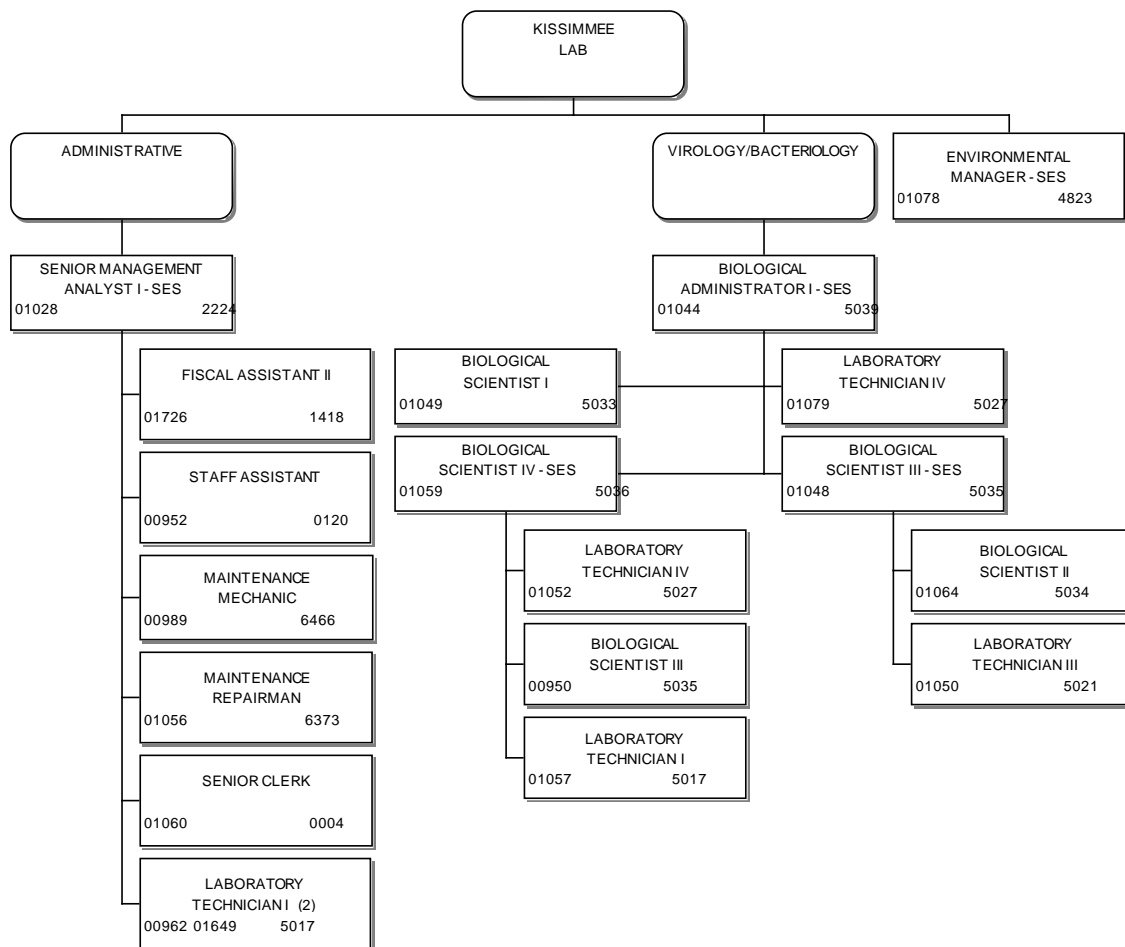 KISSIMMEE
LAB
ADMINISTRATIVE
VIROLOGY/BACTERIOLOGY
ENVIRONMENTAL
MANAGER - SES
01078 4823
SENIOR MANAGEMENT
ANALYST I - SES
01028 2224
BIOLOGICAL
ADMINISTRATOR I - SES
01044 5039
FISCAL ASSISTANT II
01726 1418
STAFF ASSISTANT
00952 0120
MAINTENANCE
MECHANIC
00989 6466
MAINTENANCE
REPAIRMAN
01056 6373
SENIOR CLERK
01060 0004
LABORATORY
TECHNICIAN I (2)
00962 01649 5017
BIOLOGICAL
SCIENTIST I
01049 5033
LABORATORY
TECHNICIAN IV
01079 5027
BIOLOGICAL
SCIENTIST IV - SES
01059 5036
BIOLOGICAL
SCIENTIST III - SES
01048 5035
LABORATORY
TECHNICIAN IV
01052 5027
BIOLOGICAL
SCIENTIST III
00950 5035
LABORATORY
TECHNICIAN I
01057 5017
BIOLOGICAL
SCIENTIST II
01064 5034
LABORATORY
TECHNICIAN III
01050 5021